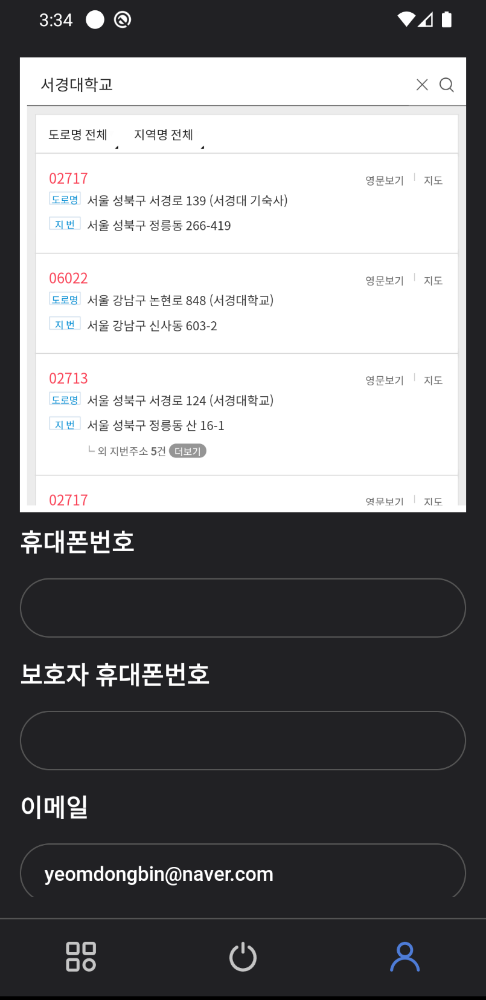 3:34
서경대학교
도로명 전체 지역명 전체
02717 영문보기 지도
도로명 서울 성북구 서경로 139 (서경대 기숙사)
지번 서울 성북구 정릉동 266-419
06022 영문보기 지도
도로명 서울 강남구 논현로 848 (서경대학교)
지번 서울 강남구 신사동 603-2
02713 영문보기 지도
도로명 서울 성북구 서경로 124 (서경대학교)
지번 서울 성북구 정릉동 산 16-1
외 지번주소 5건 더보기
02717 영문보기 지도
휴대폰번호
보호자 휴대폰번호
이메일
yeomdongbin@naver.com